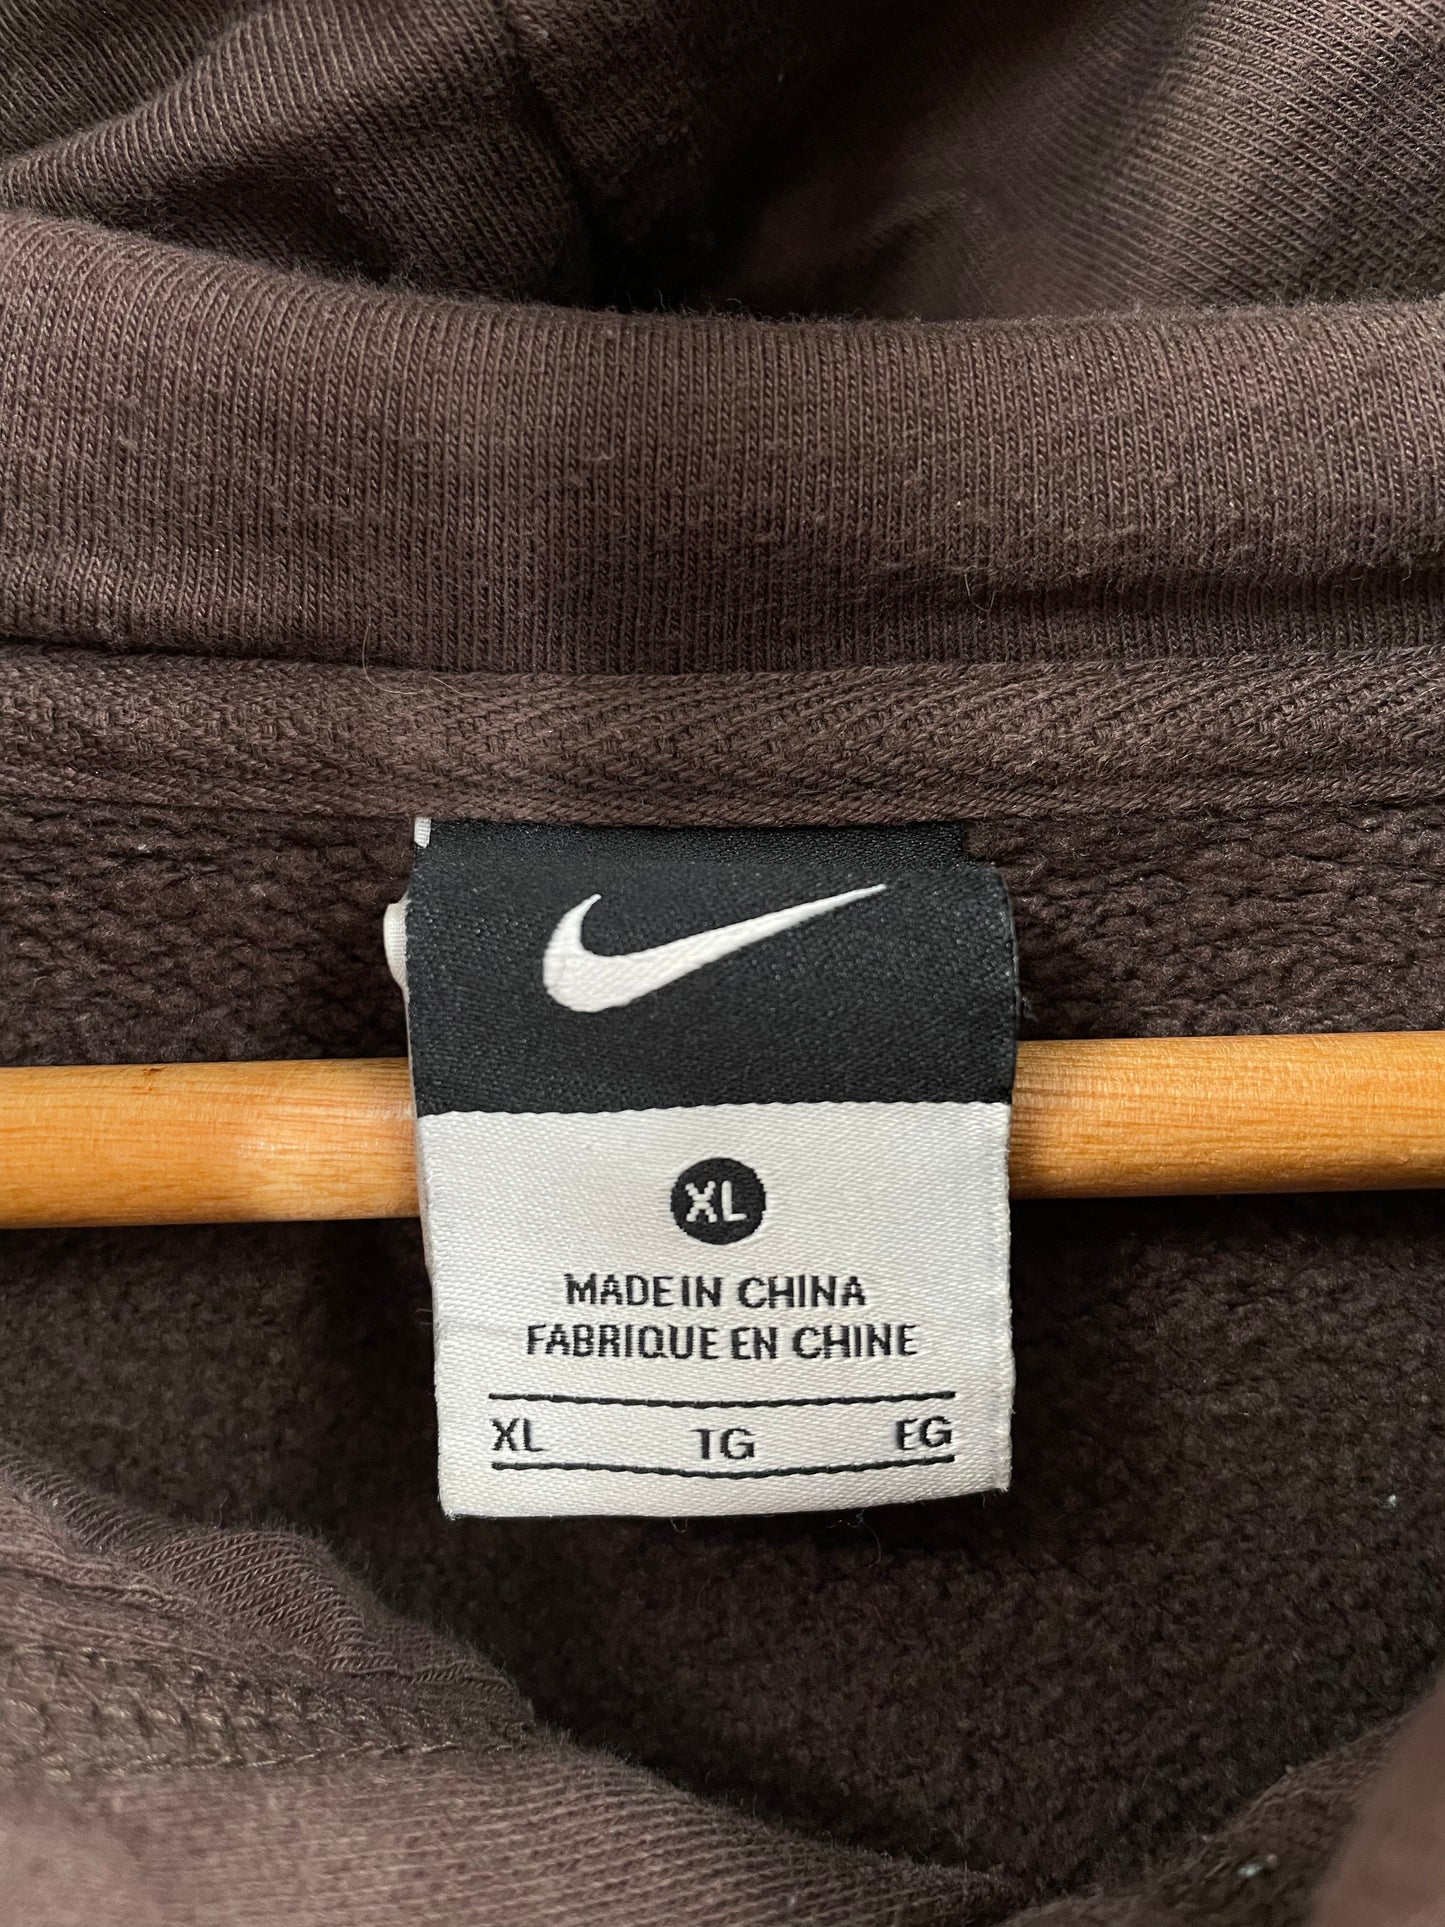 XL
MADE IN CHINA
FABRIQUE EN CHINE
XL TG EG